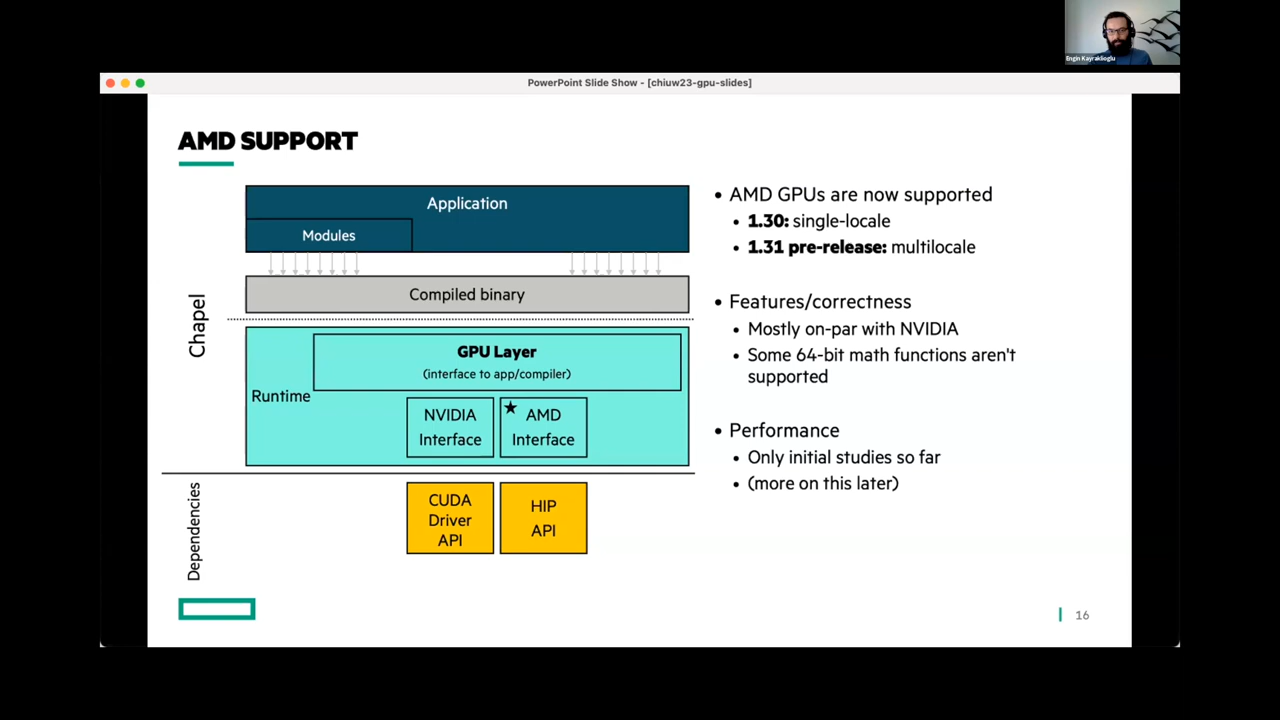 Engin Kayraklioglu
PowerPoint Slide Show - [chiuw23-gpu-slides]
AMD SUPPORT
Application
Modules
Compiled binary
Chapel
GPU Layer
(interface to app/compiler)
Runtime
NVIDIA
Interface
AMD
Interface
Dependencies
CUDA
Driver
API
HIP
API
• AMD GPUs are now supported
• 1.30: single-locale
• 1.31 pre-release: multilocale
• Features/correctness
• Mostly on-par with NVIDIA
• Some 64-bit math functions aren't
supported
• Performance
• Only initial studies so far
• (more on this later)
16